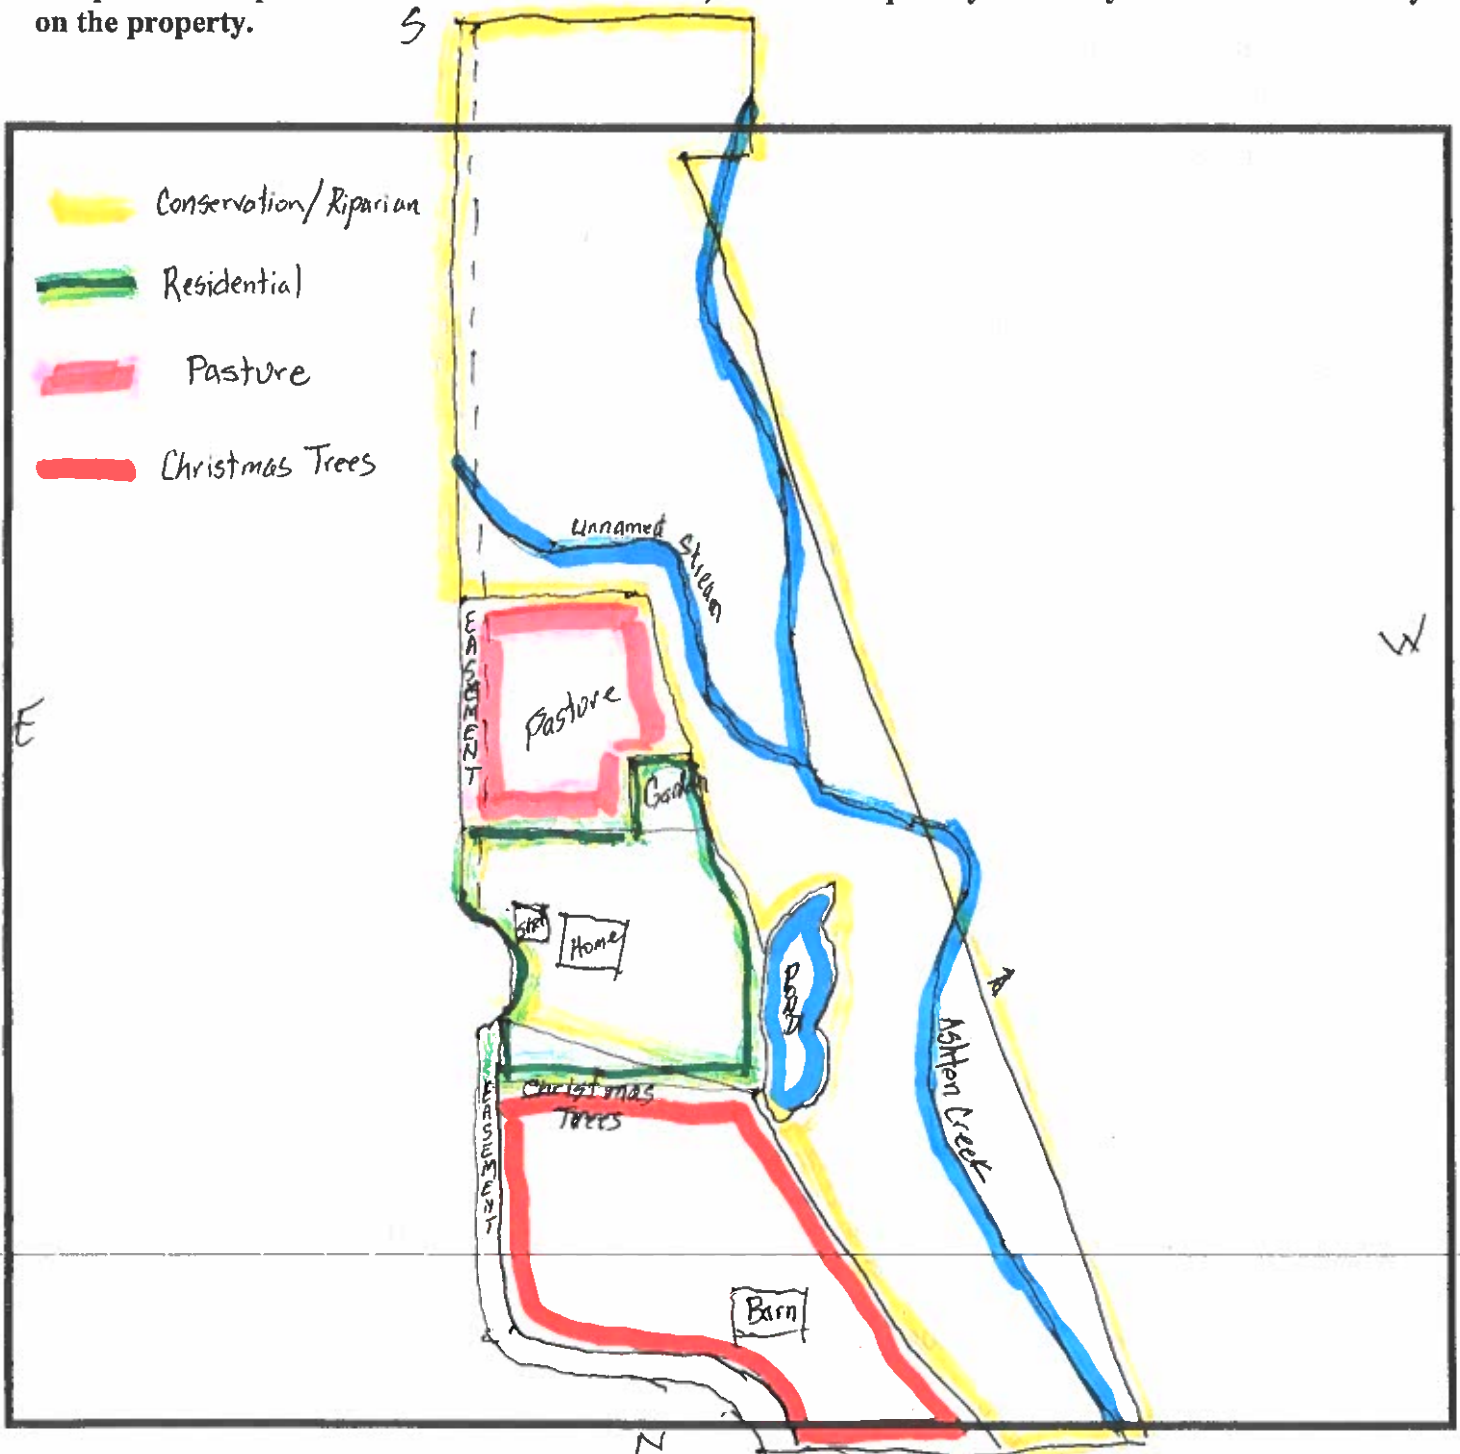 on the property.
S
Conservation/Riparian
Residential
Pasture
Christmas Trees
Unnamed
Stream
EASEMENT
Pasture
Garden
E
W
Home
POND
Ashton Creek
EASEMENT
Christmas
Trees
Barn
N